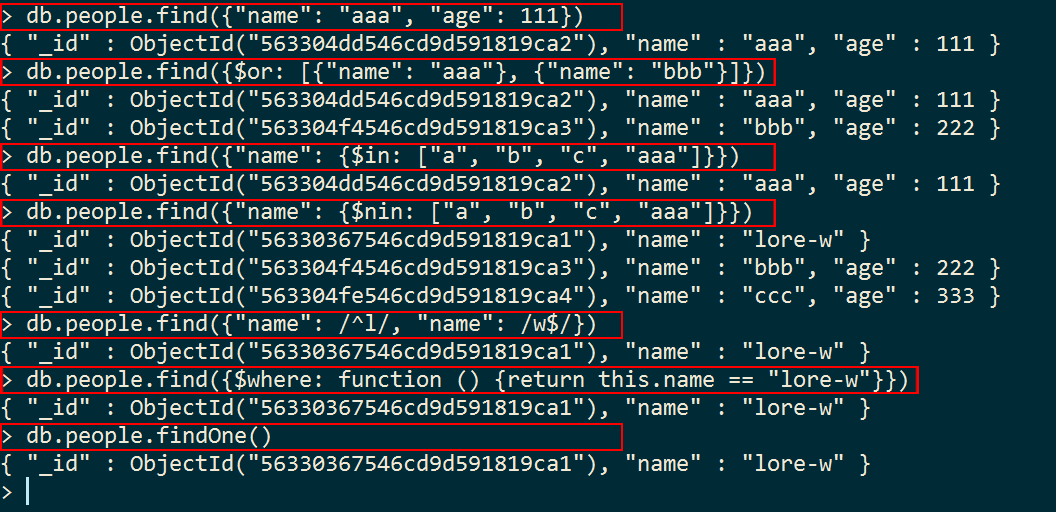 > db.people.find({"name": "aaa", "age": 111})
{ "_id" : ObjectId("563304dd546cd9d591819ca2"), "name" : "aaa", "age" : 111 }
> db.people.find({$or: [{"name": "aaa"}, {"name": "bbb"}]})
{ "_id" : ObjectId("563304dd546cd9d591819ca2"), "name" : "aaa", "age" : 111 }
{ "_id" : ObjectId("563304f4546cd9d591819ca3"), "name" : "bbb", "age" : 222 }
> db.people.find({"name": {$in: ["a", "b", "c", "aaa"]}})
{ "_id" : ObjectId("563304dd546cd9d591819ca2"), "name" : "aaa", "age" : 111 }
> db.people.find({"name": {$nin: ["a", "b", "c", "aaa"]}})
{ "_id" : ObjectId("56330367546cd9d591819ca1"), "name" : "lore-w" }
{ "_id" : ObjectId("563304f4546cd9d591819ca3"), "name" : "bbb", "age" : 222 }
{ "_id" : ObjectId("563304fe546cd9d591819ca4"), "name" : "ccc", "age" : 333 }
> db.people.find({"name": /^l/, "name": /w$/})
{ "_id" : ObjectId("56330367546cd9d591819ca1"), "name" : "lore-w" }
> db.people.find({$where: function () {return this.name == "lore-w"}})
{ "_id" : ObjectId("56330367546cd9d591819ca1"), "name" : "lore-w" }
> db.people.findOne()
{ "_id" : ObjectId("56330367546cd9d591819ca1"), "name" : "lore-w" }
>